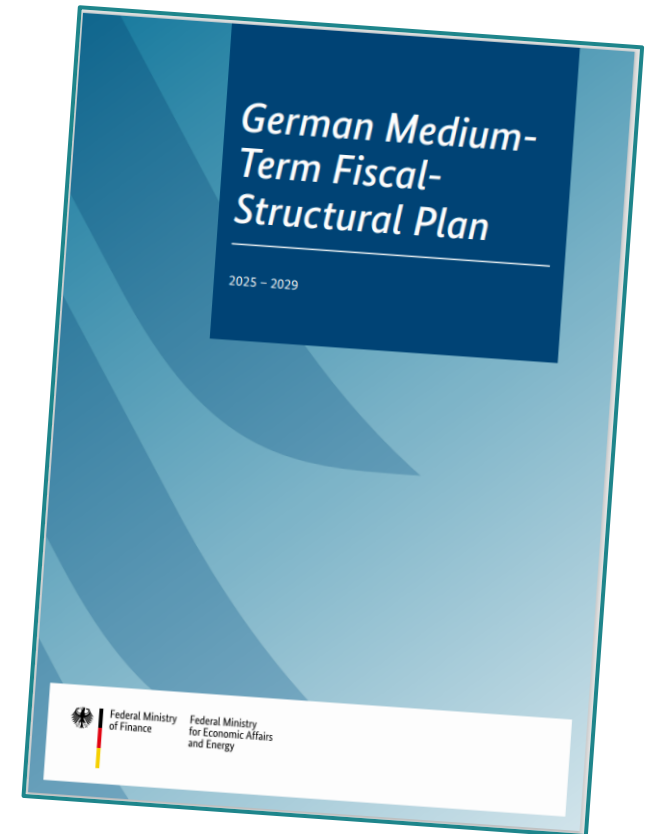 German Medium-
Term Fiscal-
Structural Plan
2025 – 2029
Federal Ministry
of Finance
Federal Ministry
for Economic Affairs
and Energy